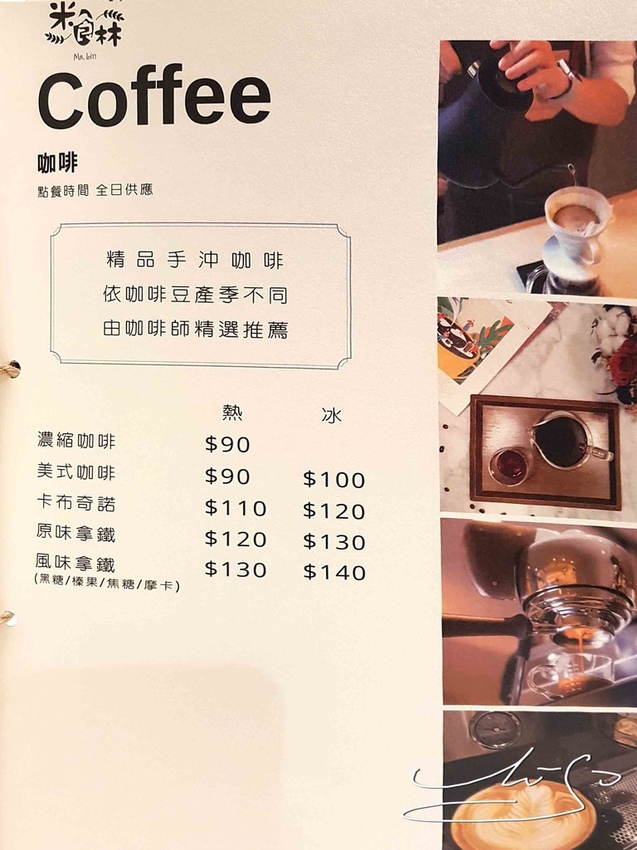 米食林
Ma. bin
Coffee
咖啡
點餐時間 全日供應
精品手沖咖啡
依咖啡豆產季不同
由咖啡師精選推薦
熱 冰
濃縮咖啡 $90
美式咖啡 $90 $100
卡布奇諾 $110 $120
原味拿鐵 $120 $130
風味拿鐵 $130 $140
(黑糖/榛果/焦糖/摩卡)